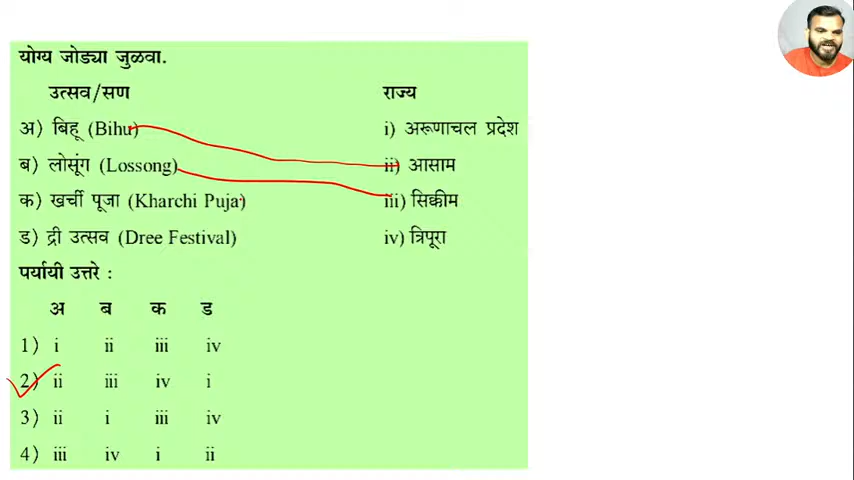 योग्य जोड्या जुळवा.
उत्सव/सण राज्य
अ) बिहू (Bihu) i) अरूणाचल प्रदेश
ब) लोसूंग (Lossong) ii) आसाम
क) खर्ची पूजा (Kharchi Puja) iii) सिक्कीम
ड) द्री उत्सव (Dree Festival) iv) त्रिपूरा
पर्यायी उत्तरे :
अ ब क ड
1) i ii iii iv
2) ii iii iv i
3) ii i iii iv
4) iii iv i ii